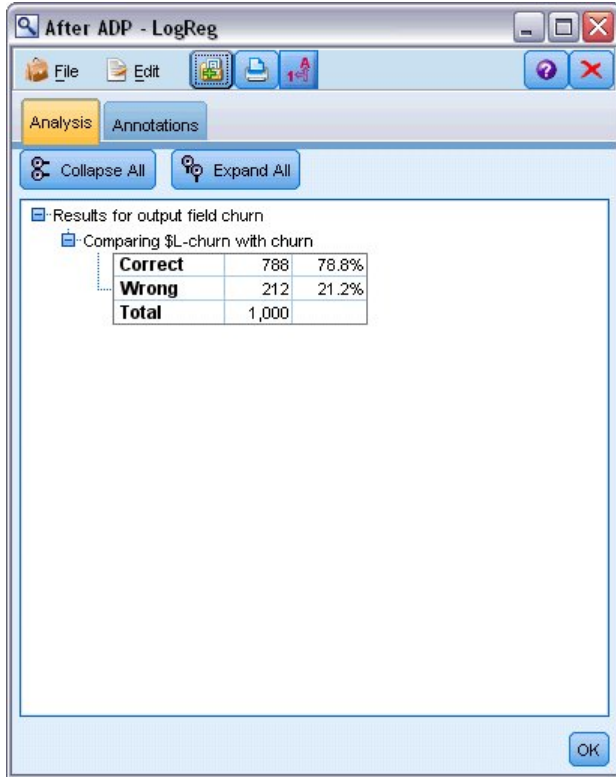 After ADP - LogReg
File Edit
Analysis Annotations
Collapse All Expand All
Results for output field churn
Comparing $L-churn with churn
Correct 788 78.8%
Wrong 212 21.2%
Total 1,000
OK